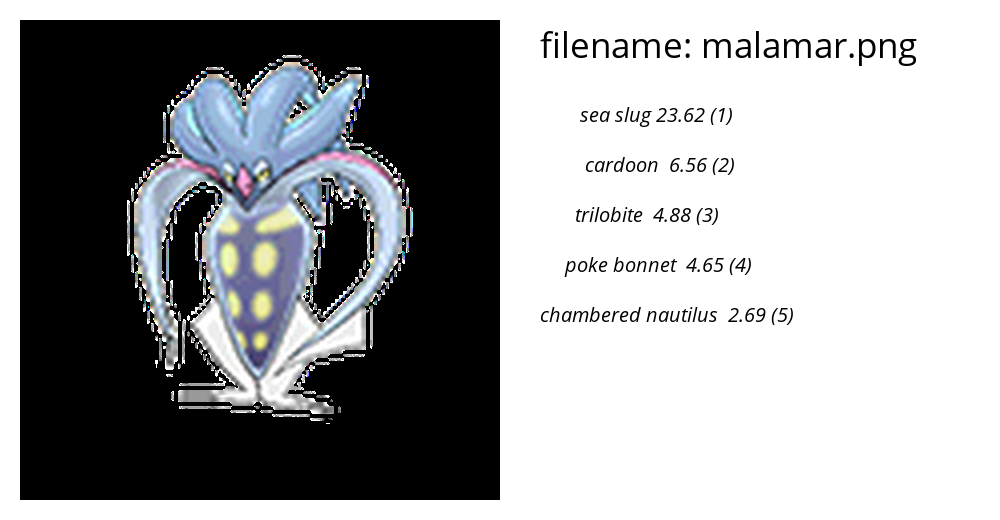 filename: malamar.png
sea slug 23.62 (1)
cardoon 6.56 (2)
trilobite 4.88 (3)
poke bonnet 4.65 (4)
chambered nautilus 2.69 (5)